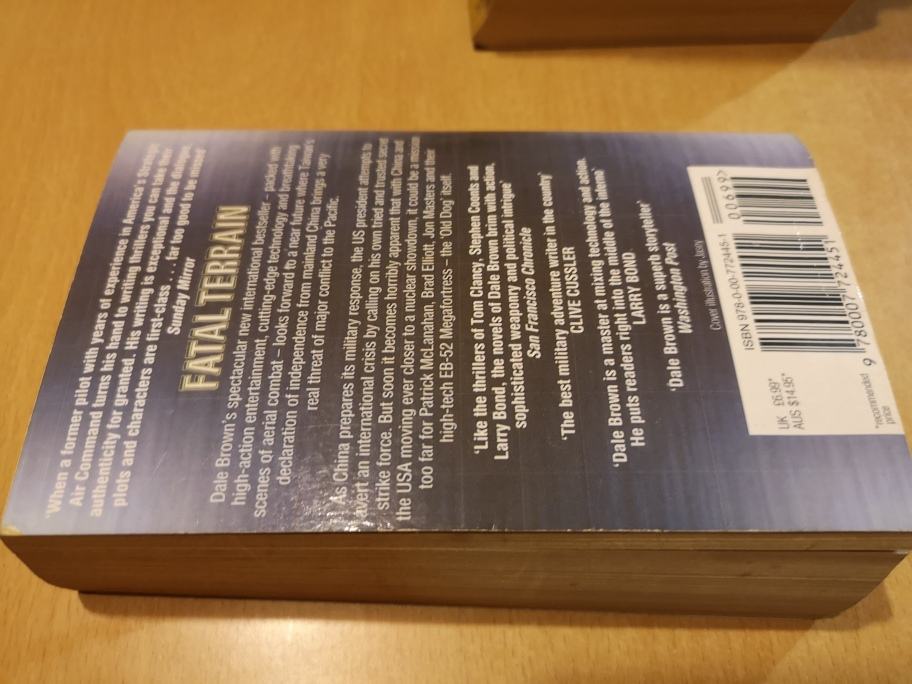 'When a former pilot with years of experience in America's Strategic
Air Command turns his hand to writing thrillers you can take their
authenticity for granted. His writing is exceptional and the dialogue,
plots and characters are first-class . . . far too good to be missed'
Sunday Mirror
FATAL TERRAIN
Dale Brown's spectacular new international bestseller – packed with
high-action entertainment, cutting-edge technology and breathtaking
scenes of aerial combat – looks forward to a near future where Taiwan's
declaration of independence from mainland China brings a very
real threat of major conflict to the Pacific.
As China prepares its military response, the US president attempts to
avert an international crisis by calling on his own tried and trusted secret
strike force. But soon it becomes horribly apparent that with China and
the USA moving ever closer to a nuclear showdown, it could be a mission
too far for Patrick McLanahan, Brad Elliott, Jon Masters and their
high-tech EB-52 Megafortress – the 'Old Dog' itself.
'Like the thrillers of Tom Clancy, Stephen Coonts and
Larry Bond, the novels of Dale Brown brim with action,
sophisticated weaponry and political intrigue'
San Francisco Chronicle
'The best military adventure writer in the country'
CLIVE CUSSLER
'Dale Brown is a master at mixing technology and action.
He puts readers right into the middle of the inferno'
LARRY BOND
'Dale Brown is a superb storyteller'
Washington Post
Cover illustration by Josey
ISBN 978-0-00-772445-1
00699>
9 780007 724451
UK £6.99*
AUS $14.95*
*recommended
price